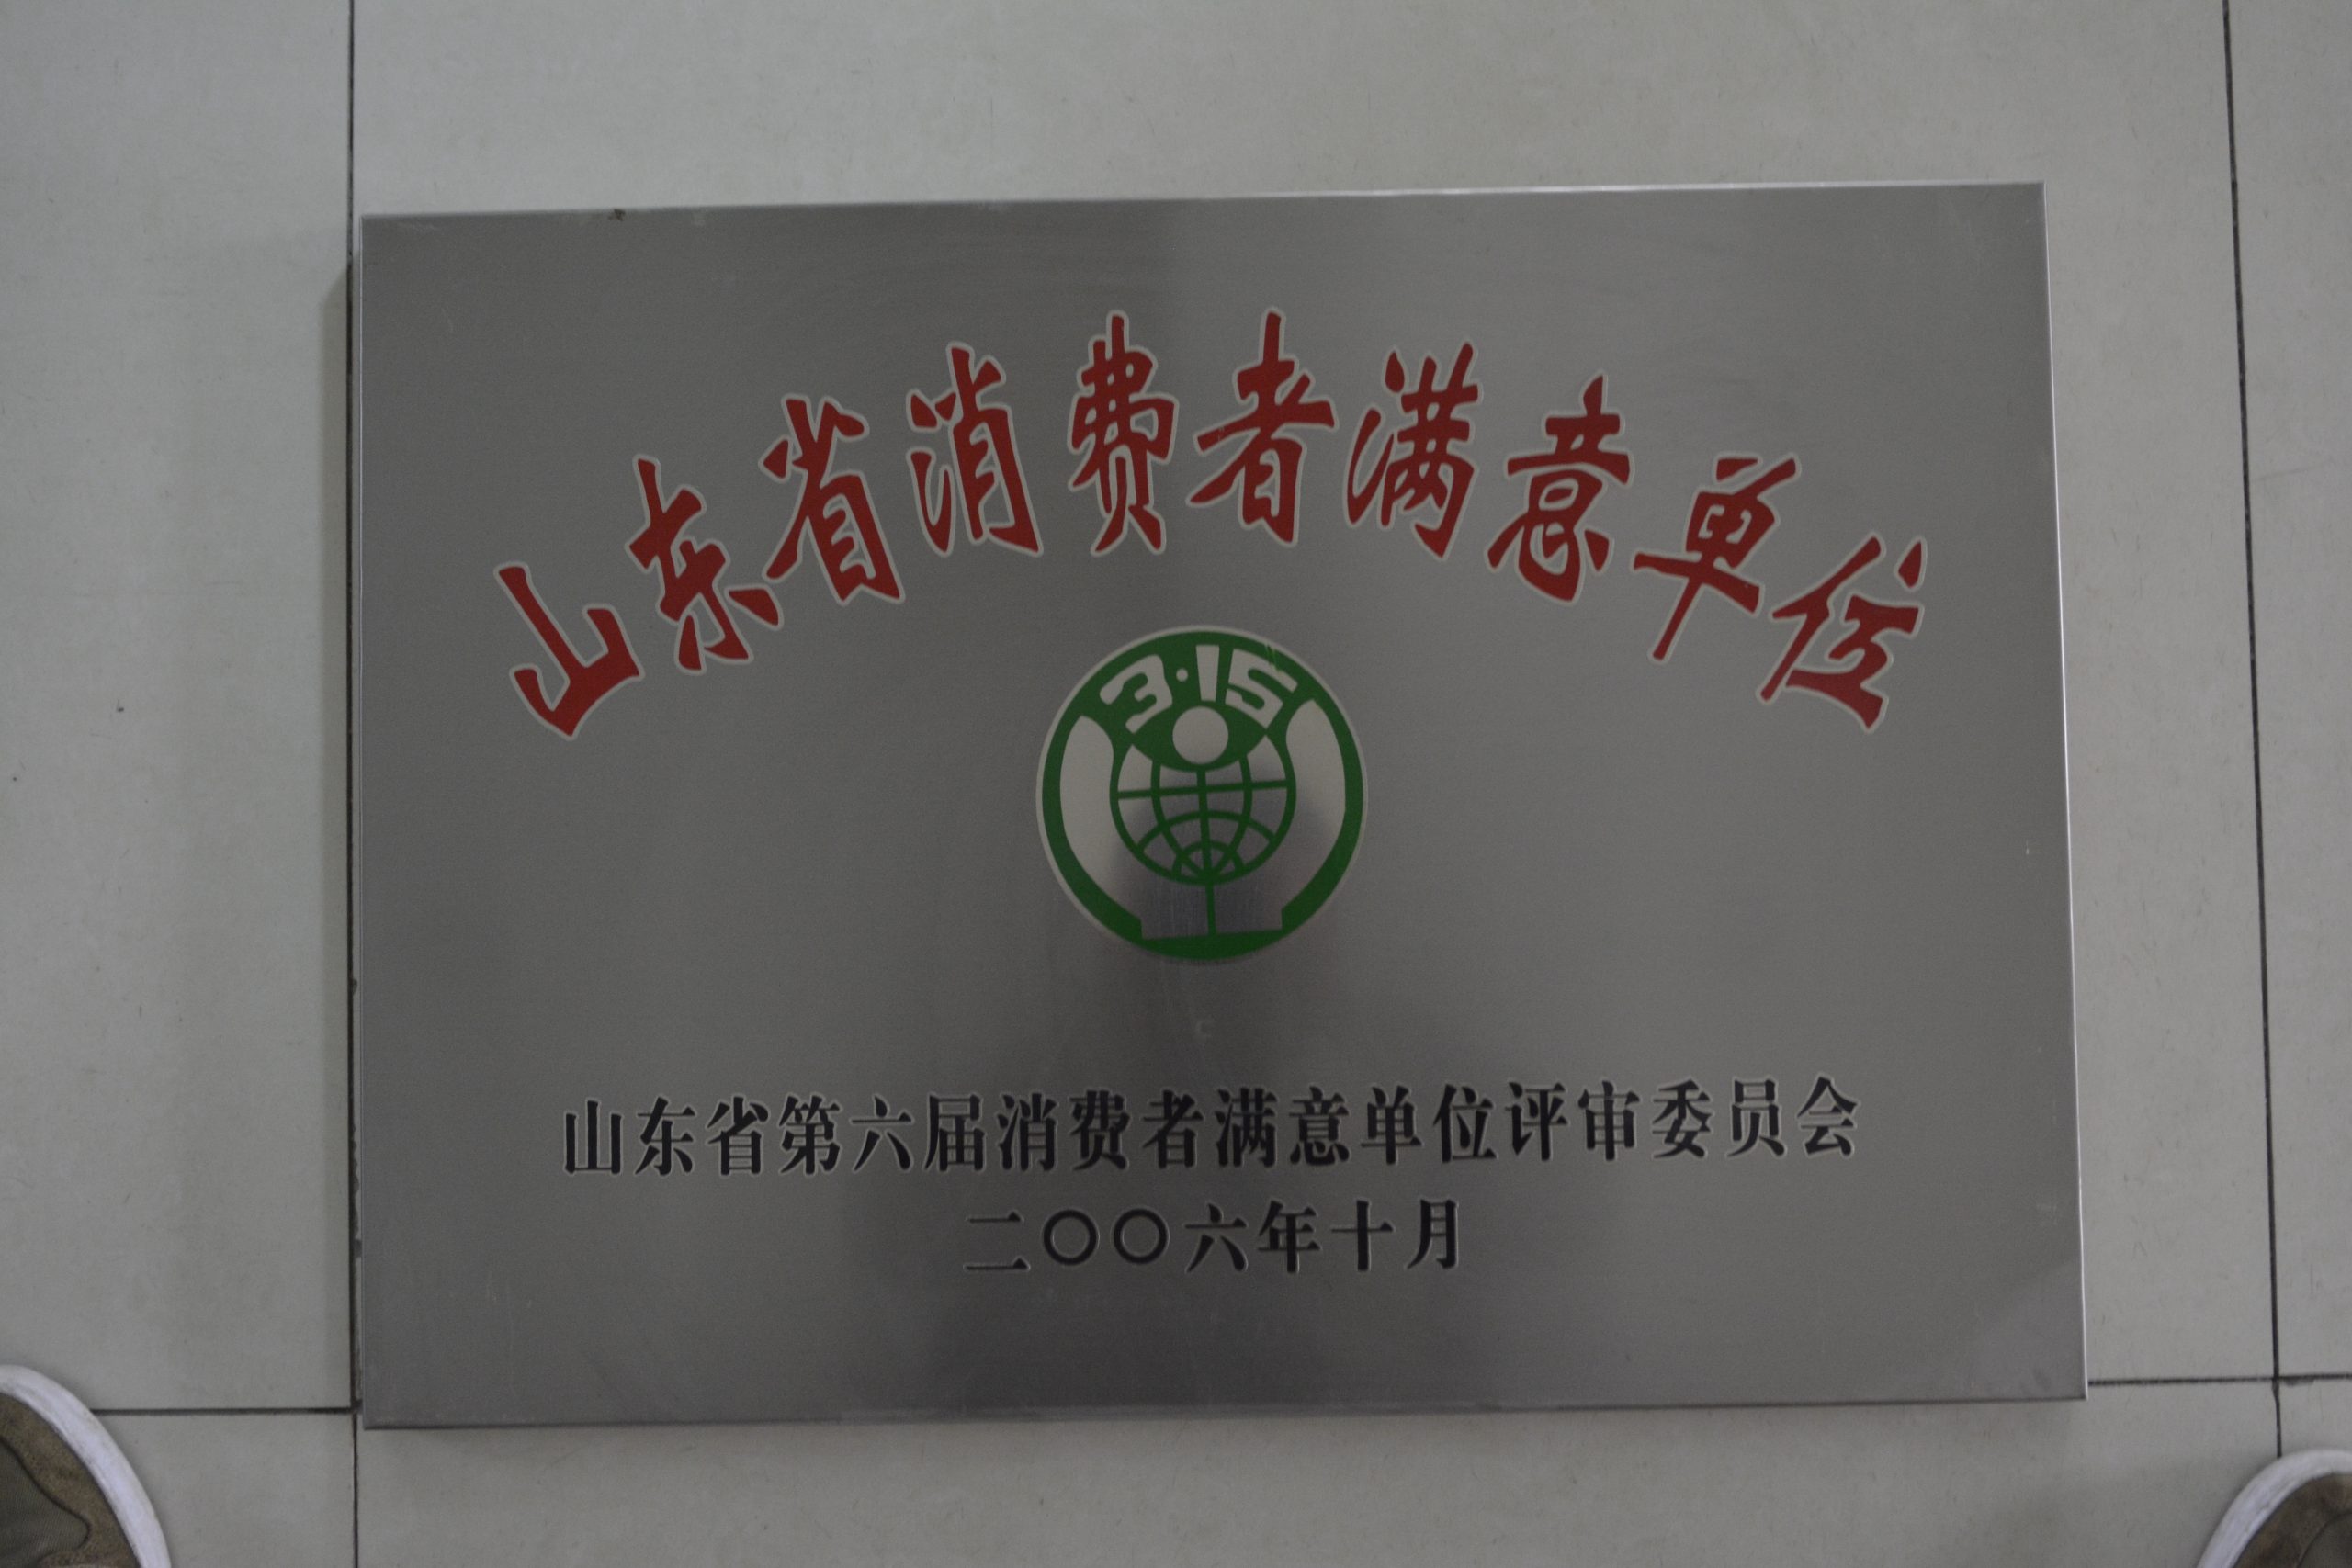 山东省消费者满意单位
3·15
山东省第六届消费者满意单位评审委员会
二〇〇六年十月